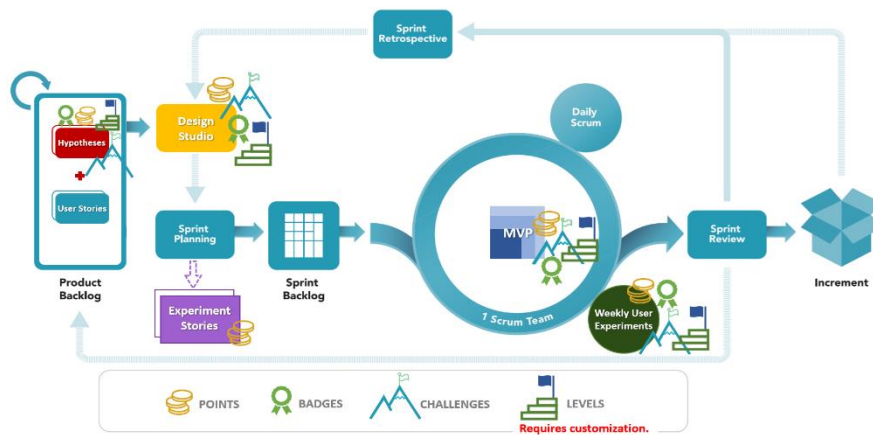 Sprint
Retrospective
Daily
Scrum
Design
Studio
Hypotheses
User Stories
MVP
Sprint
Planning
Sprint
Backlog
Sprint
Review
Product
Backlog
Increment
Experiment
Stories
1 Scrum Team
Weekly User
Experiments
POINTS
BADGES
CHALLENGES
LEVELS
Requires customization.